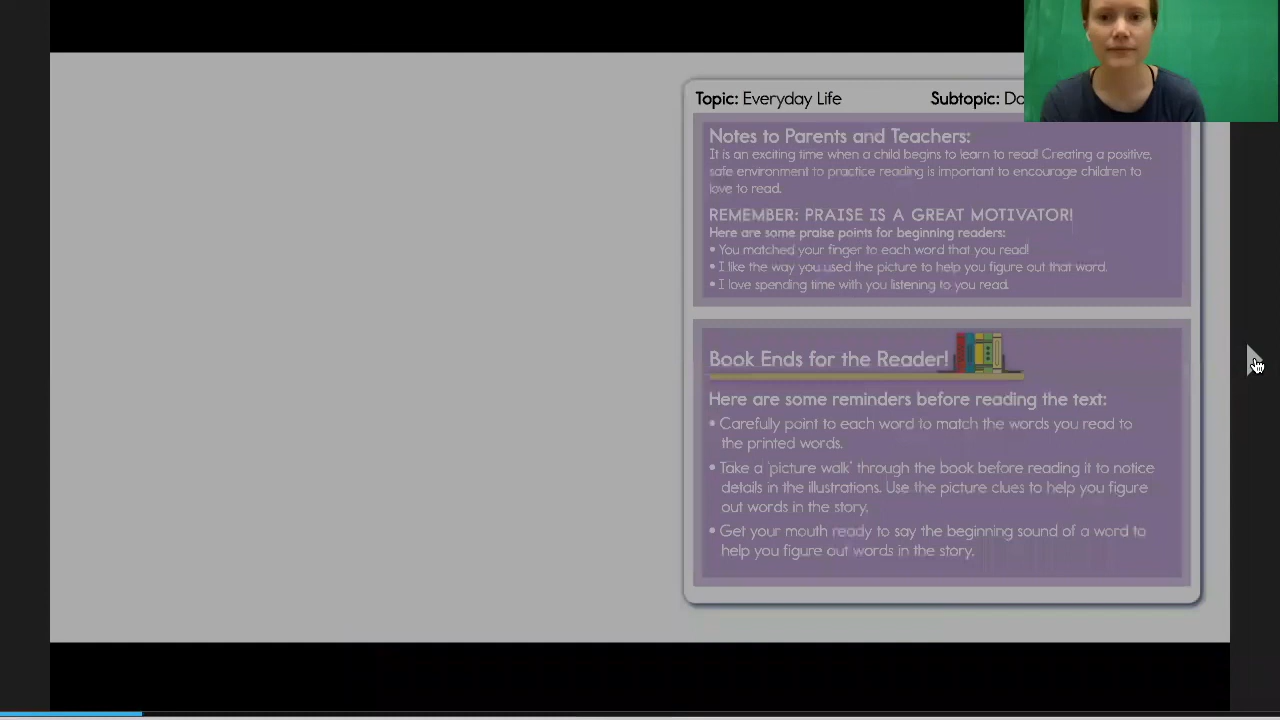 Topic: Everyday Life
Subtopic:
Notes to Parents and Teachers:
It is an exciting time when a child begins to learn to read! Creating a positive,
safe environment to practice reading is important to encourage children to
love to read.
REMEMBER: PRAISE IS A GREAT MOTIVATOR!
Here are some praise points for beginning readers:
• You matched your finger to each word that you read!
• I like the way you used the picture to help you figure out that word.
• I love spending time with you listening to you read.
Book Ends for the Reader!
Here are some reminders before reading the text:
• Carefully point to each word to match the words you read to
the printed words.
• Take a 'picture walk' through the book before reading it to notice
details in the illustrations. Use the picture clues to help you figure
out words in the story.
• Get your mouth ready to say the beginning sound of a word to
help you figure out words in the story.